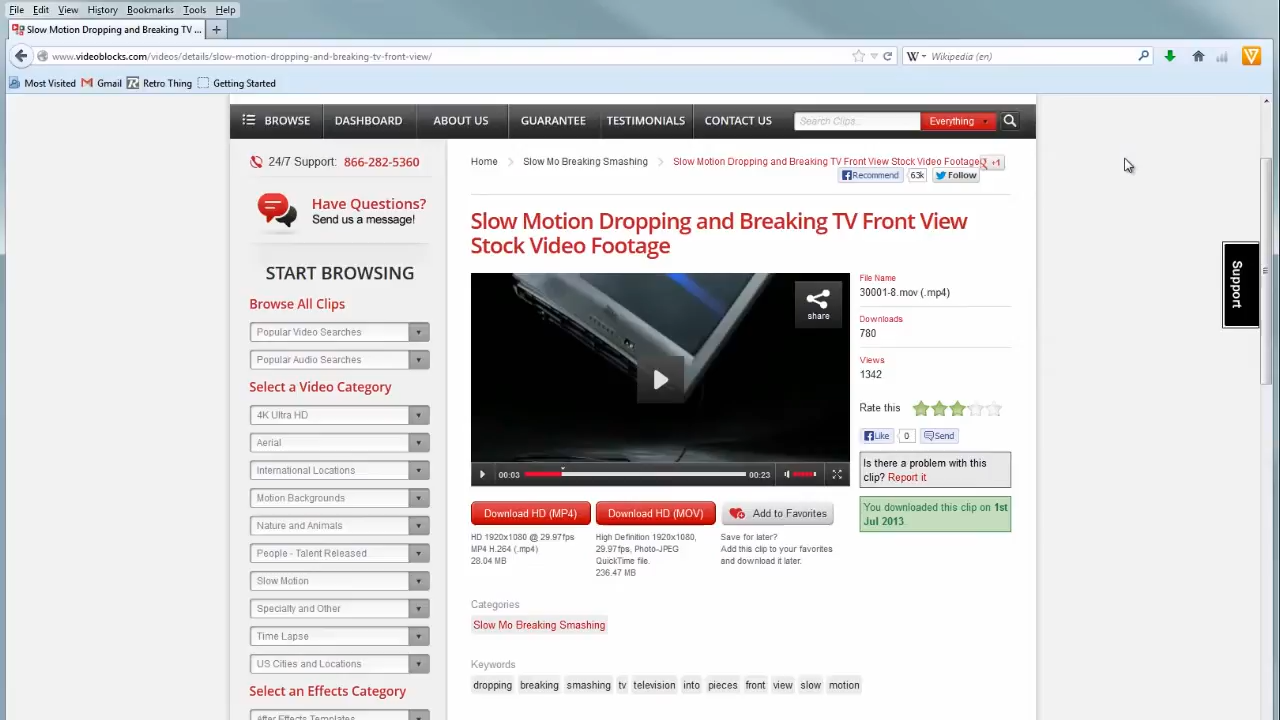 File Edit View History Bookmarks Tools Help
Slow Motion Dropping and Breaking TV ... +
www.videoblocks.com/videos/details/slow-motion-dropping-and-breaking-tv-front-view/
W Wikipedia (en)
Most Visited Gmail Retro Thing Getting Started
BROWSE DASHBOARD ABOUT US GUARANTEE TESTIMONIALS CONTACT US Search Clips... Everything
24/7 Support: 866-282-5360
Have Questions?
Send us a message!
START BROWSING
Browse All Clips
Popular Video Searches
Popular Audio Searches
Select a Video Category
4K Ultra HD
Aerial
International Locations
Motion Backgrounds
Nature and Animals
People - Talent Released
Slow Motion
Specialty and Other
Time Lapse
US Cities and Locations
Select an Effects Category
After Effects Templates
Home Slow Mo Breaking Smashing Slow Motion Dropping and Breaking TV Front View Stock Video Footage +1
Recommend 63k Follow
Slow Motion Dropping and Breaking TV Front View
Stock Video Footage
share
00:03 00:23
Download HD (MP4) Download HD (MOV) Add to Favorites
HD 1920x1080 @ 29.97fps
MP4 H.264 (.mp4)
28.04 MB
High Definition 1920x1080,
29.97fps, Photo-JPEG
QuickTime file.
236.47 MB
Save for later?
Add this clip to your favorites
and download it later.
Categories
Slow Mo Breaking Smashing
Keywords
dropping breaking smashing tv television into pieces front view slow motion
File Name
30001-8.mov (.mp4)
Downloads
780
Views
1342
Rate this
Like 0 Send
Is there a problem with this
clip? Report it
You downloaded this clip on 1st
Jul 2013.
Support